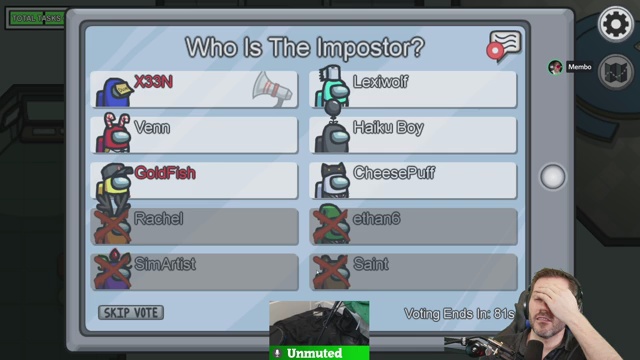 TOTAL TASKS
Who Is The Impostor?
Membo
X33N
Lexiwolf
Venn
Haiku Boy
GoldFish
CheesePuff
Rachel
ethan6
SimArtist
Saint
SKIP VOTE
Voting Ends In: 81s
Unmuted